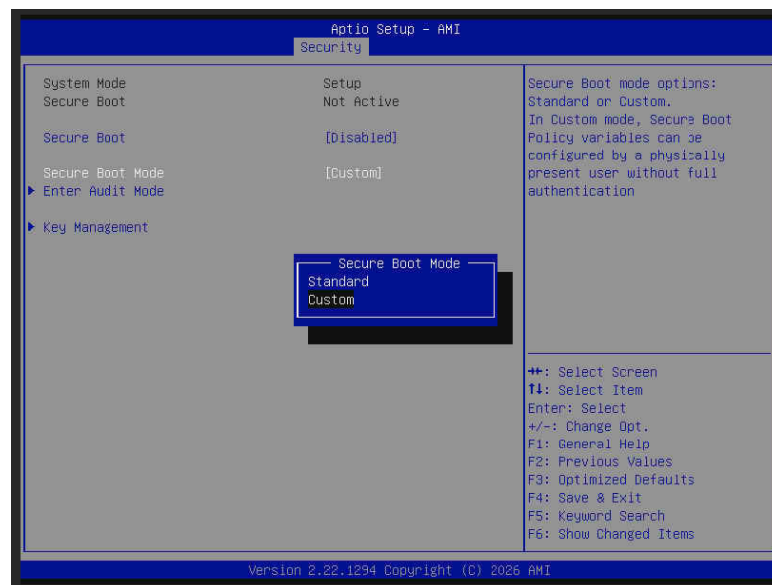 Aptio Setup – AMI
Security
System Mode Setup
Secure Boot Not Active
Secure Boot [Disabled]
Secure Boot Mode [Custom]
Enter Audit Mode
Key Management
Secure Boot Mode
Standard
Custom
Secure Boot mode options:
Standard or Custom.
In Custom mode, Secure Boot
Policy variables can be
configured by a physically
present user without full
authentication
→←: Select Screen
↑↓: Select Item
Enter: Select
+/-: Change Opt.
F1: General Help
F2: Previous Values
F3: Optimized Defaults
F4: Save & Exit
F5: Keyword Search
F6: Show Changed Items
Version 2.22.1294 Copyright (C) 2026 AMI